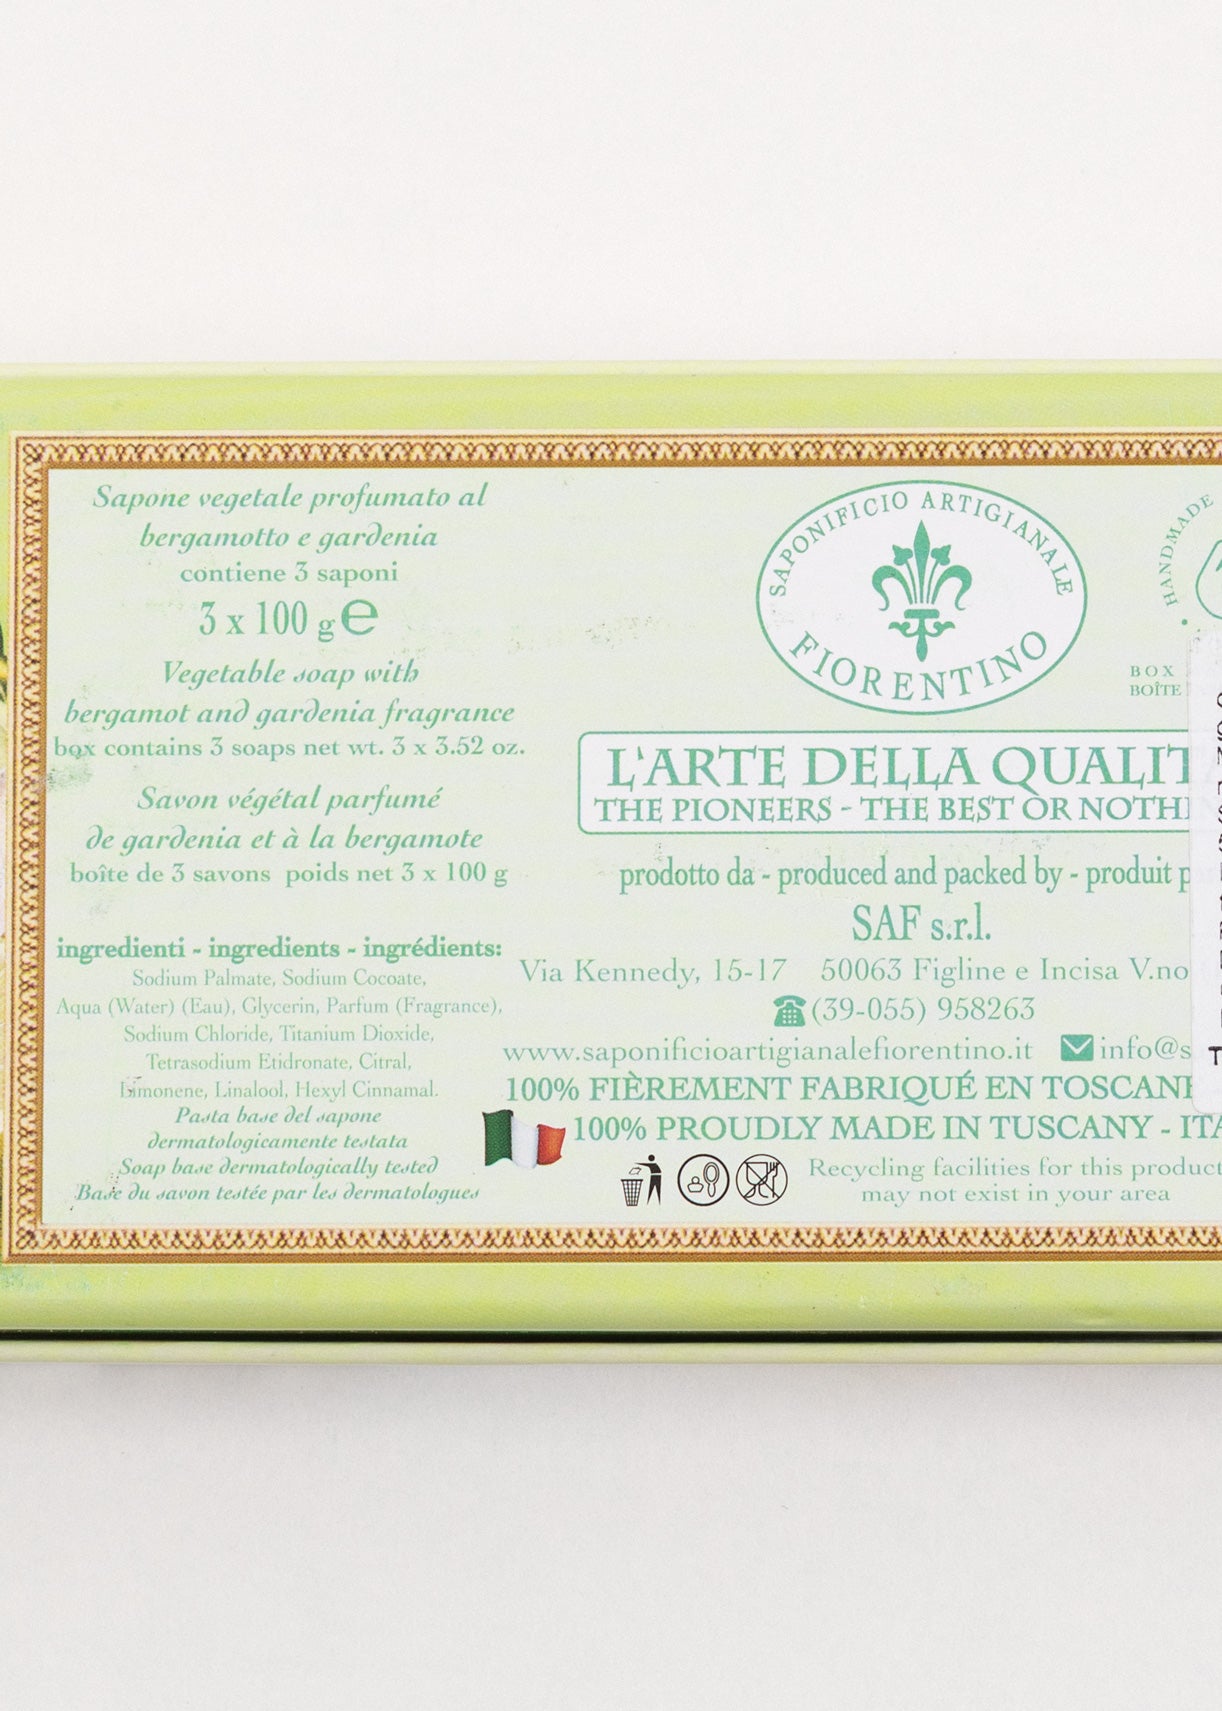 Sapone vegetale profumato al
bergamotto e gardenia
contiene 3 saponi
3 x 100 g ℮
Vegetable soap with
bergamot and gardenia fragrance
box contains 3 soaps net wt. 3 x 3.52 oz.
Savon végétal parfumé
de gardenia et à la bergamote
boîte de 3 savons poids net 3 x 100 g
ingredienti - ingredients - ingrédients:
Sodium Palmate, Sodium Cocoate,
Aqua (Water) (Eau), Glycerin, Parfum (Fragrance),
Sodium Chloride, Titanium Dioxide,
Tetrasodium Etidronate, Citral,
Limonene, Linalool, Hexyl Cinnamal.
Pasta base del sapone
dermatologicamente testata
Soap base dermatologically tested
Base du savon testée par les dermatologues
SAPONIFICIO ARTIGIANALE
FIORENTINO
L'ARTE DELLA QUALIT
THE PIONEERS - THE BEST OR NOTHI
prodotto da - produced and packed by - produit p
SAF s.r.l.
Via Kennedy, 15-17 50063 Figline e Incisa V.no
(39-055) 958263
www.saponificioartigianalefiorentino.it info@s
100% FIÈREMENT FABRIQUÉ EN TOSCANE
100% PROUDLY MADE IN TUSCANY - ITA
Recycling facilities for this product
may not exist in your area
HANDMADE
BOX
BOÎTE